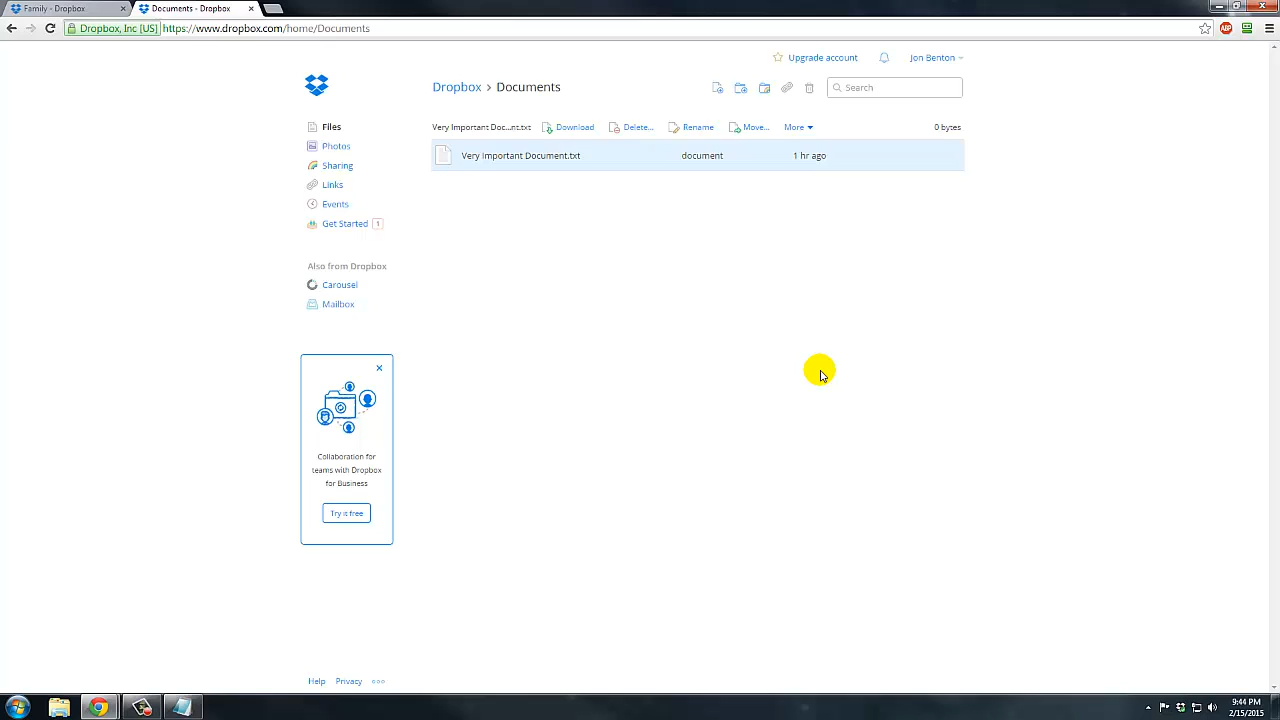 Family - Dropbox
Documents - Dropbox
Dropbox, Inc [US]
https://www.dropbox.com/home/Documents
ABP
Upgrade account
Jon Benton
Dropbox › Documents
Search
Files
Photos
Sharing
Links
Events
Get Started 1
Very Important Doc...nt.txt
Download
Delete...
Rename
Move...
More
0 bytes
Very Important Document.txt
document
1 hr ago
Also from Dropbox
Carousel
Mailbox
Collaboration for
teams with Dropbox
for Business
Try it free
Help
Privacy
9:44 PM
2/15/2015